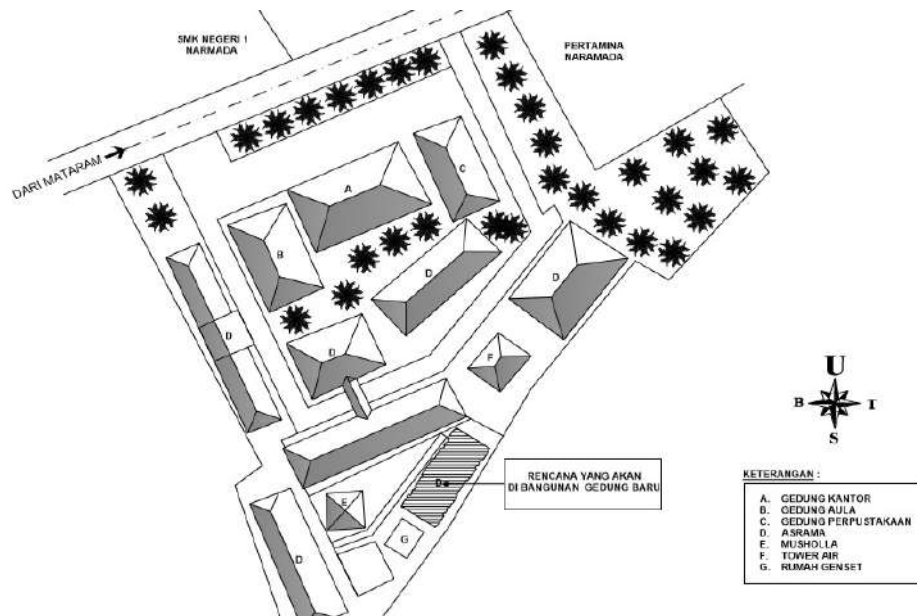 SMK NEGERI 1
NARMADA
PERTAMINA
NARAMADA
DARI MATARAM
A
C
B
D
D
D
D
F
D
E
G
D
RENCANA YANG AKAN
DI BANGUNAN GEDUNG BARU
U
B
T
S
KETERANGAN :
A. GEDUNG KANTOR
B. GEDUNG AULA
C. GEDUNG PERPUSTAKAAN
D. ASRAMA
E. MUSHOLLA
F. TOWER AIR
G. RUMAH GENSET